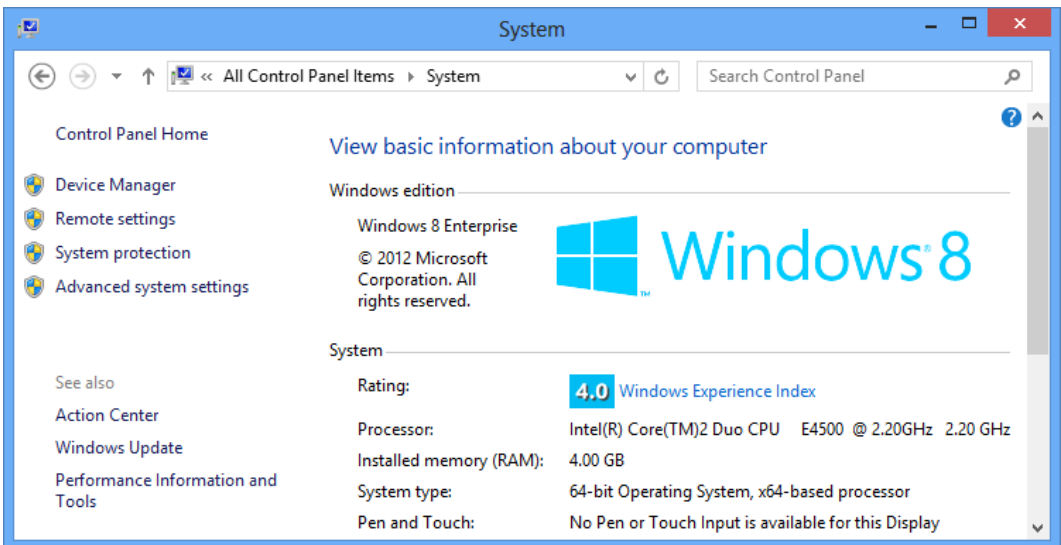 System
« All Control Panel Items ▸ System
Search Control Panel
Control Panel Home
Device Manager
Remote settings
System protection
Advanced system settings
See also
Action Center
Windows Update
Performance Information and
Tools
View basic information about your computer
Windows edition
Windows 8 Enterprise
© 2012 Microsoft
Corporation. All
rights reserved.
Windows® 8
™
System
Rating: 4.0 Windows Experience Index
Processor: Intel(R) Core(TM)2 Duo CPU E4500 @ 2.20GHz 2.20 GHz
Installed memory (RAM): 4.00 GB
System type: 64-bit Operating System, x64-based processor
Pen and Touch: No Pen or Touch Input is available for this Display